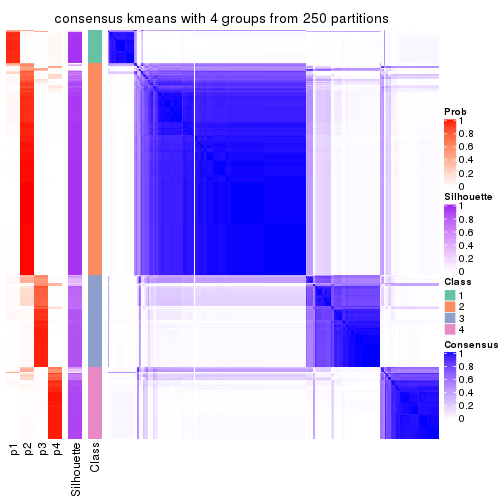 consensus kmeans with 4 groups from 250 partitions
Prob
1
0.8
0.6
0.4
0.2
0
Silhouette
1
0.8
0.6
0.4
0.2
0
Class
1
2
3
4
Consensus
1
0.8
0.6
0.4
0.2
0
p1
p2
p3
p4
Silhouette
Class